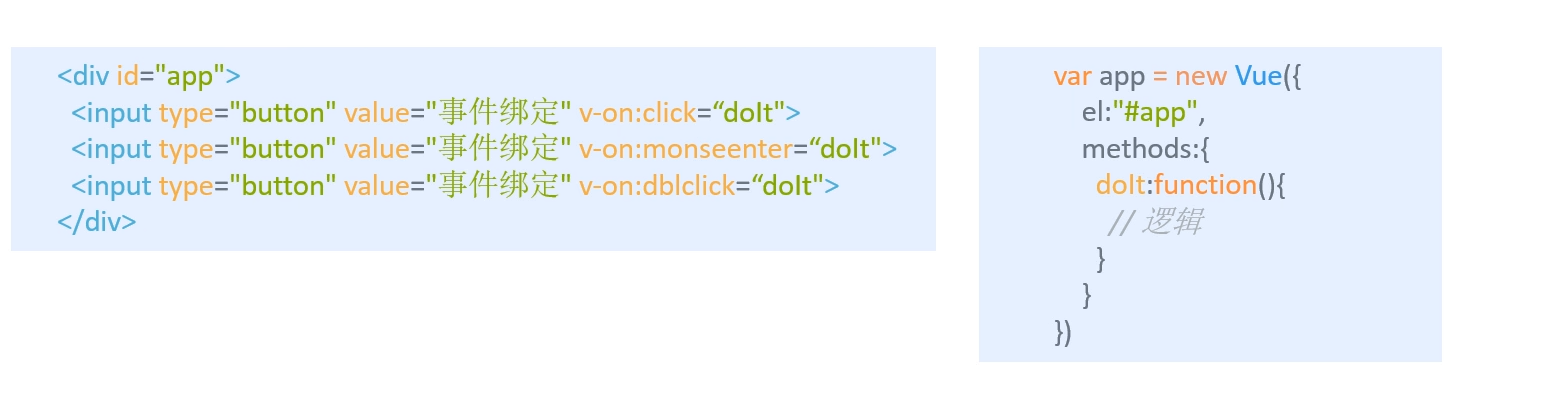 <div id="app">
<input type="button" value="事件绑定" v-on:click=“doIt">
<input type="button" value="事件绑定" v-on:monseenter=“doIt">
<input type="button" value="事件绑定" v-on:dblclick=“doIt">
</div>
var app = new Vue({
el:"#app",
methods:{
doIt:function(){
// 逻辑
}
}
})